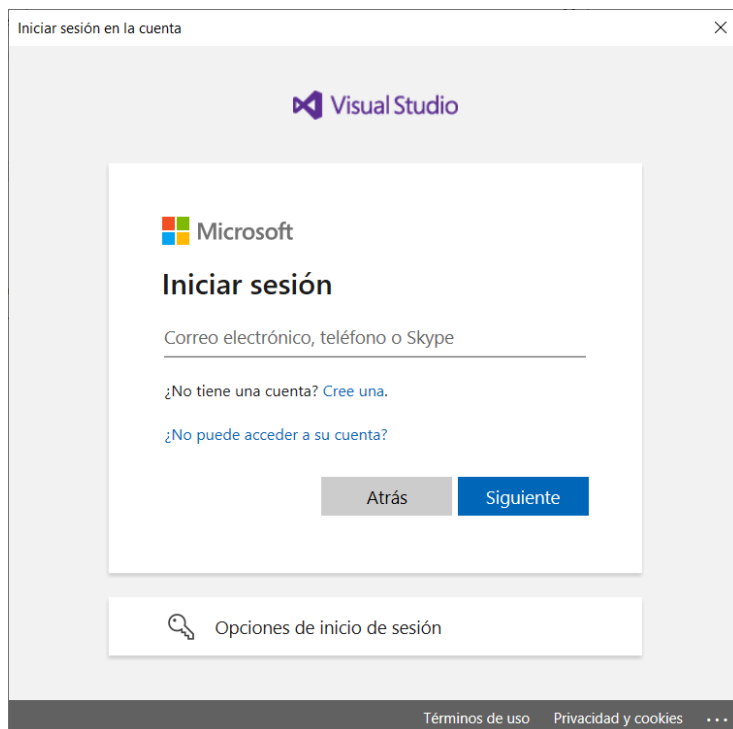 Iniciar sesión en la cuenta
Visual Studio
Microsoft
Iniciar sesión
Correo electrónico, teléfono o Skype
¿No tiene una cuenta? Cree una.
¿No puede acceder a su cuenta?
Atrás Siguiente
Opciones de inicio de sesión
Términos de uso Privacidad y cookies ...